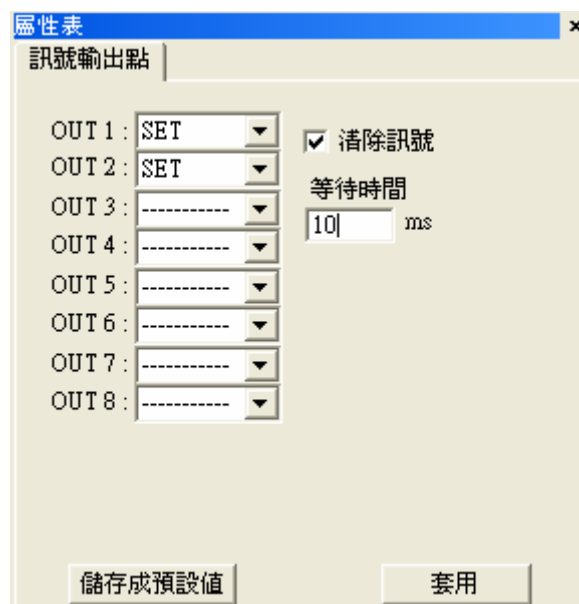 屬性表
訊號輸出點
OUT 1 : SET
OUT 2 : SET
OUT 3 : -----------
OUT 4 : -----------
OUT 5 : -----------
OUT 6 : -----------
OUT 7 : -----------
OUT 8 : -----------
清除訊號
等待時間
10 ms
儲存成預設值
套用